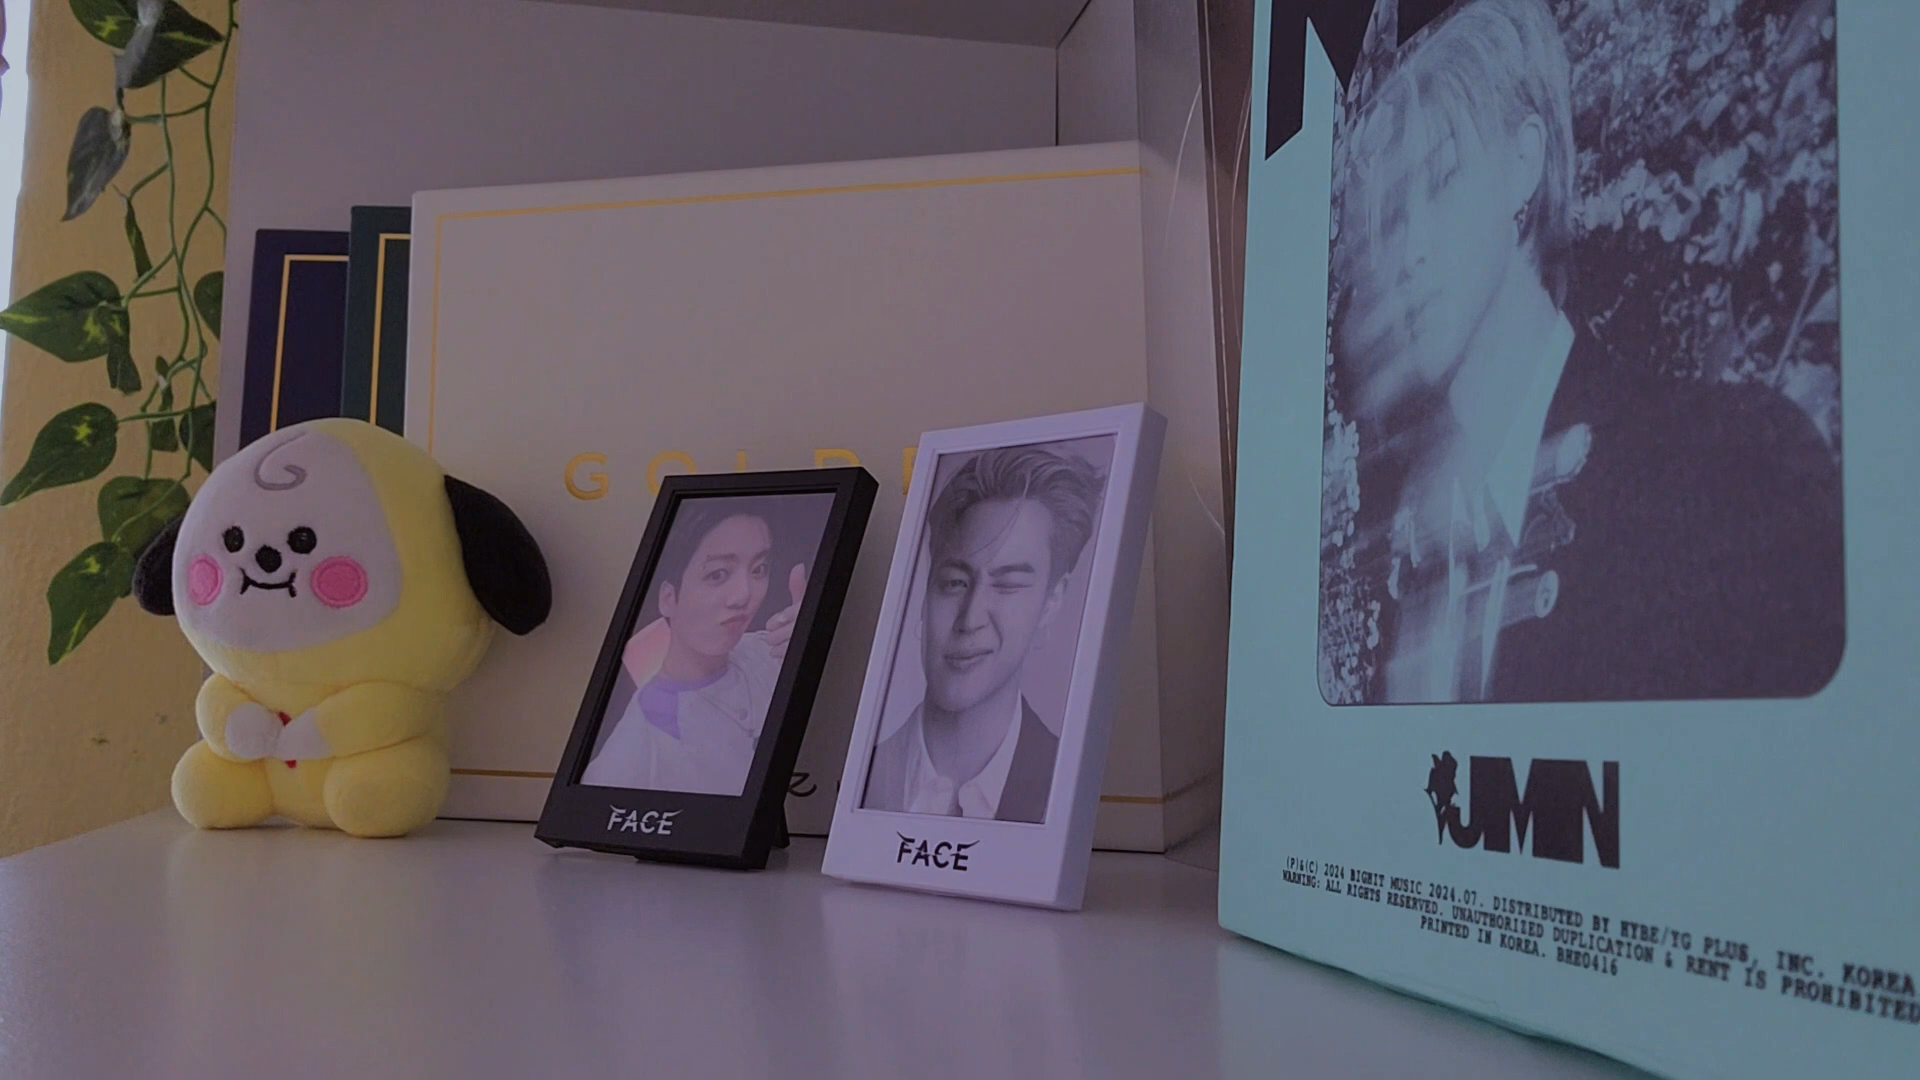 GOLDE
FACE
FACE
JMN
(P)&(C) 2024 BIGHIT MUSIC 2024.07. DISTRIBUTED BY HYBE/YG PLUS, INC. KOREA
WARNING: ALL RIGHTS RESERVED. UNAUTHORIZED DUPLICATION & RENT IS PROHIBITED
PRINTED IN KOREA. BHE0416